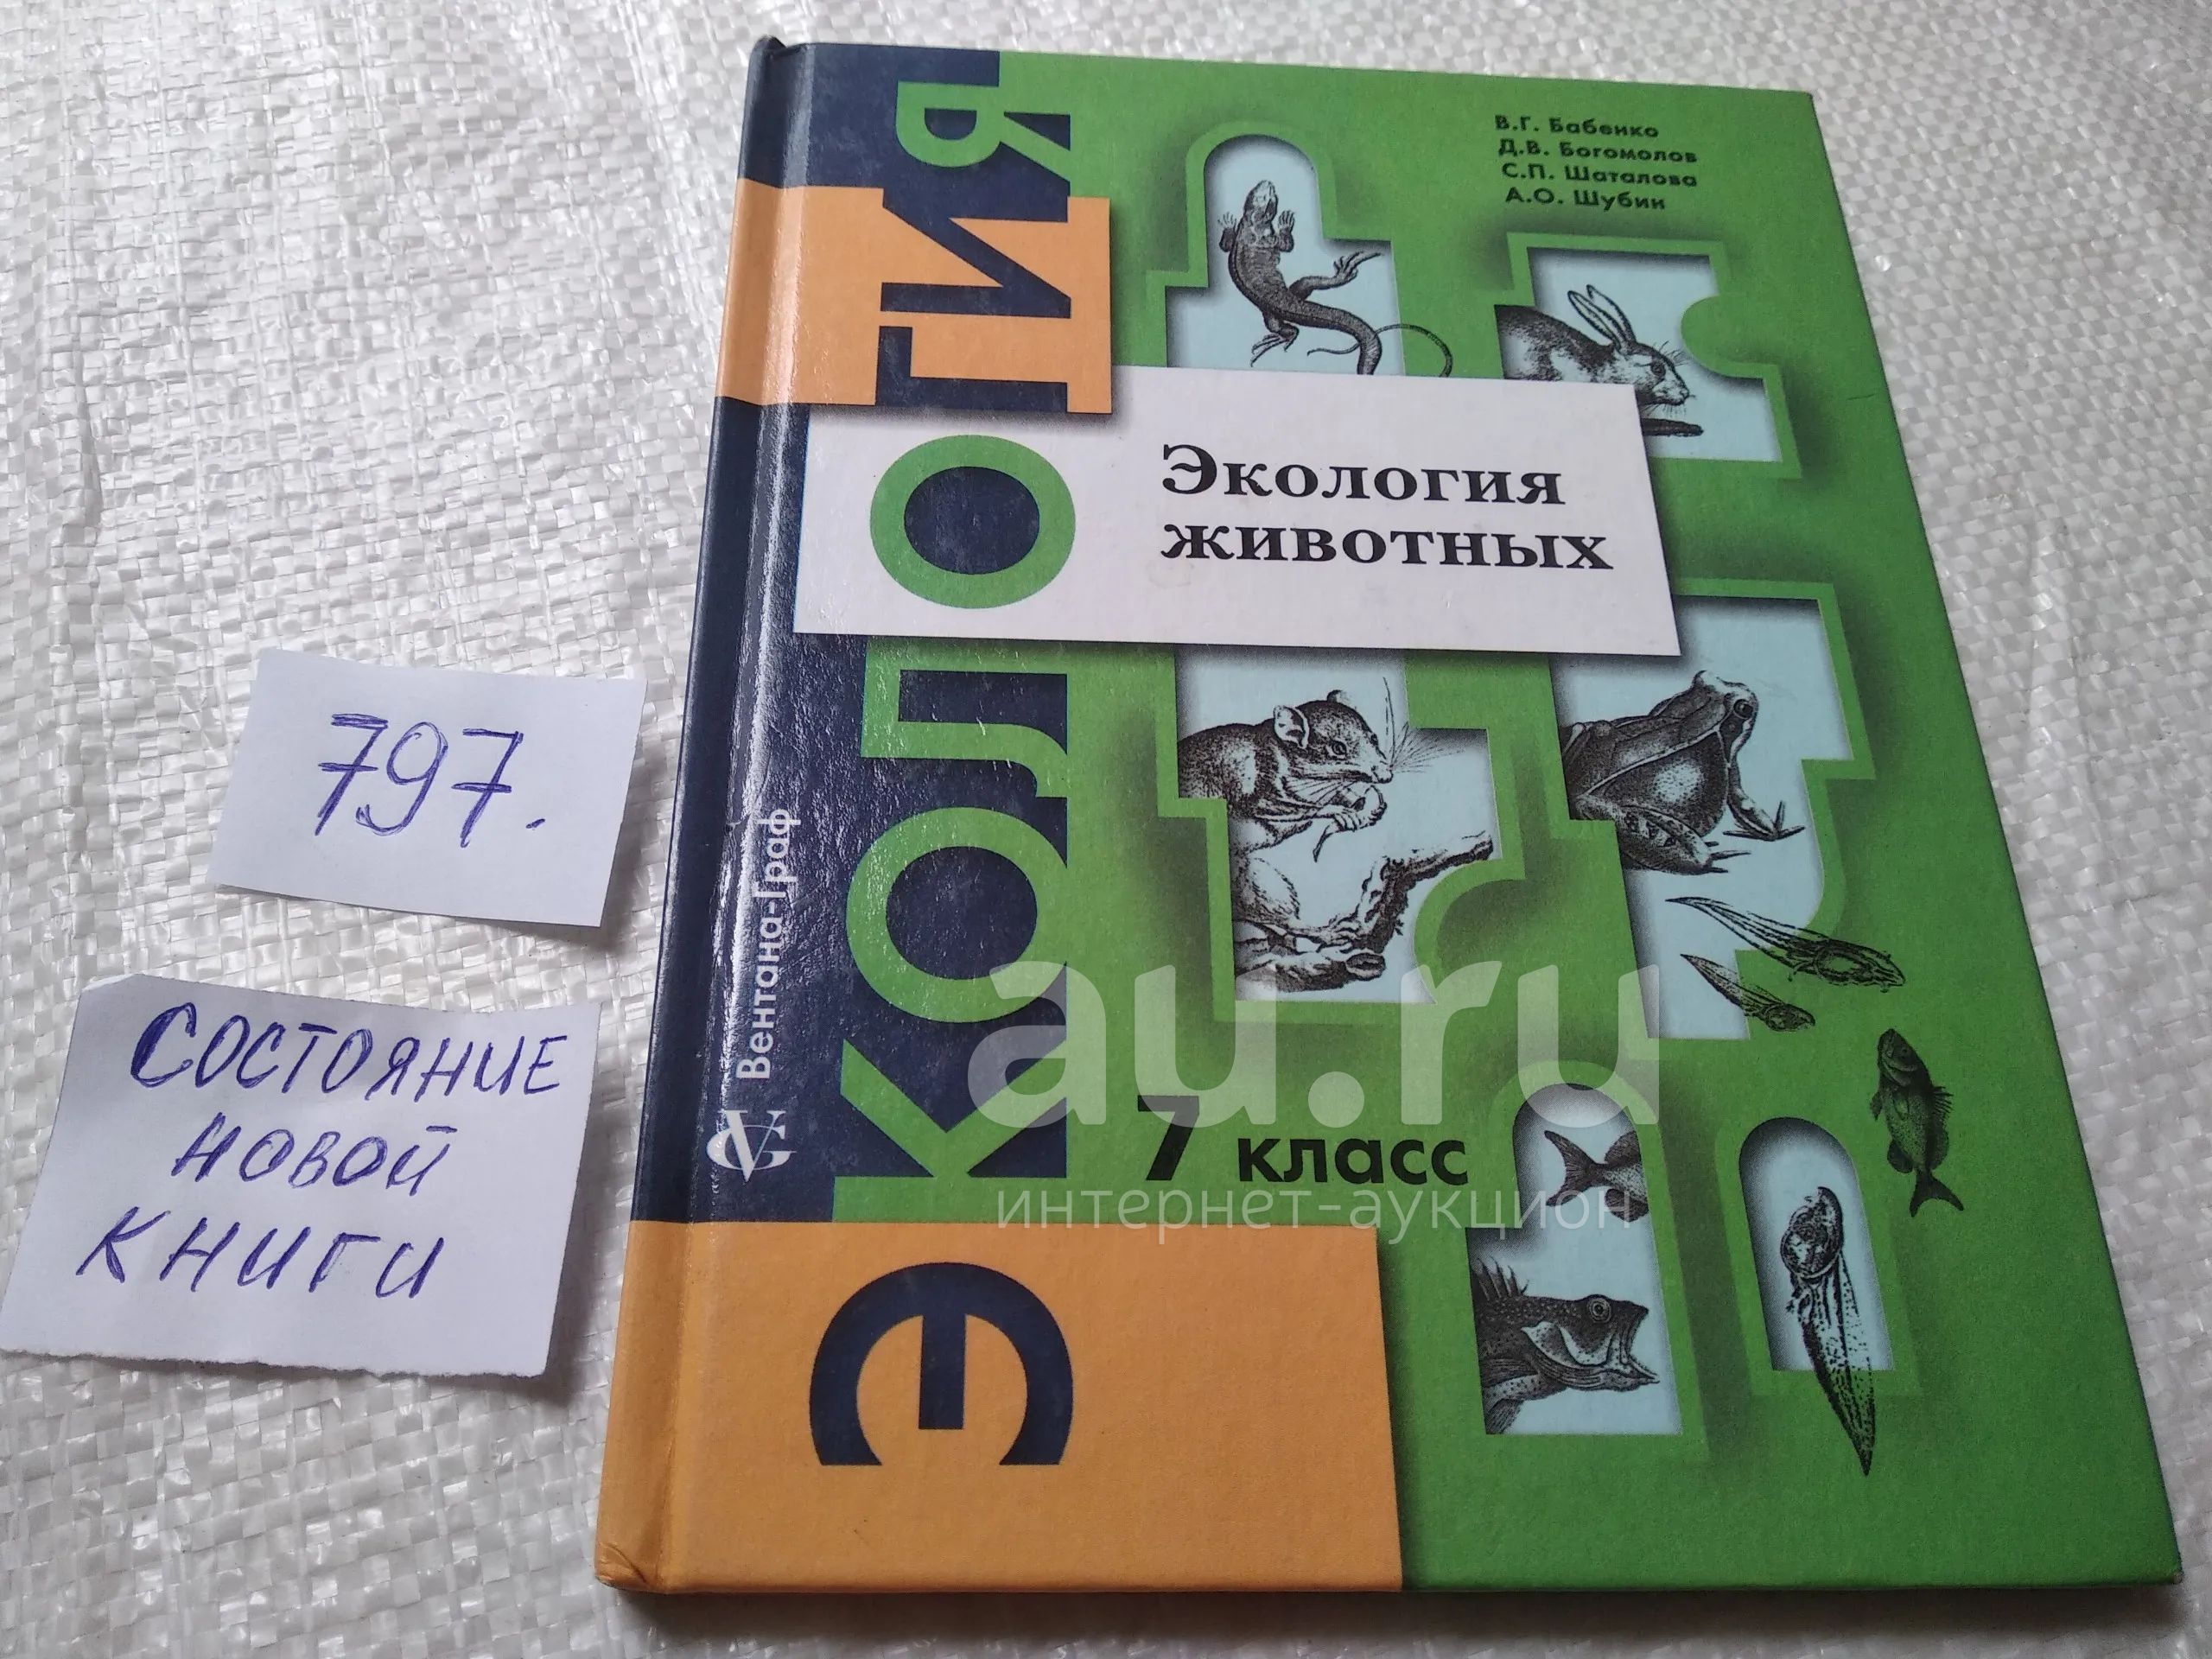 В.Г. Бабенко
Д.В. Богомолов
С.П. Шаталова
А.О. Шубин
ЭКОЛОГИЯ
Экология
животных
7 класс
Вентана-Граф
VG
797.
СОСТОЯНИЕ
НОВОЙ
КНИГИ
au.ru
интернет-аукцион